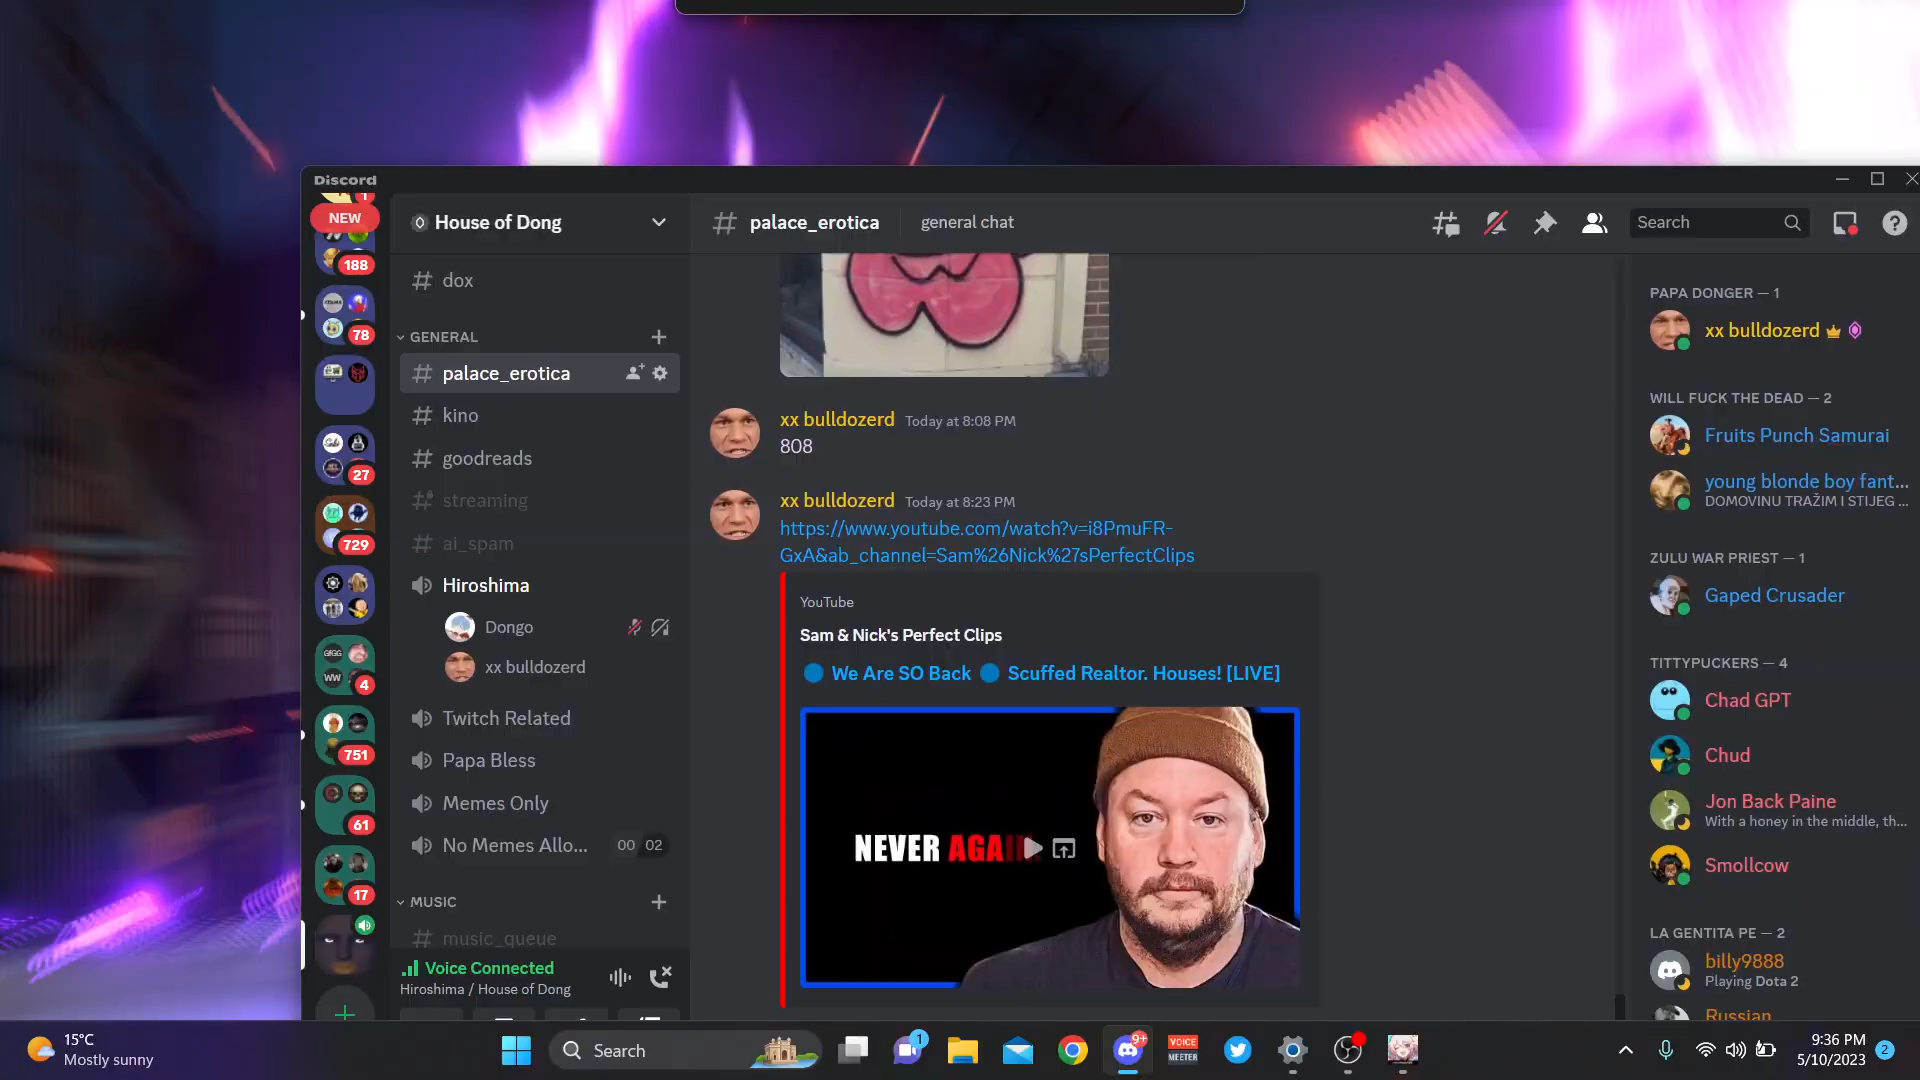 Discord
NEW
188
78
27
729
4
751
61
17
House of Dong
dox
GENERAL
palace_erotica
kino
goodreads
streaming
ai_spam
Hiroshima
Dongo
xx bulldozerd
Twitch Related
Papa Bless
Memes Only
No Memes Allo...
00 02
MUSIC
music_queue
Voice Connected
Hiroshima / House of Dong
palace_erotica
general chat
Search
xx bulldozerd Today at 8:08 PM
808
xx bulldozerd Today at 8:23 PM
https://www.youtube.com/watch?v=i8PmuFR-
GxA&ab_channel=Sam%26Nick%27sPerfectClips
YouTube
Sam & Nick's Perfect Clips
We Are SO Back Scuffed Realtor. Houses! [LIVE]
NEVER
PAPA DONGER — 1
xx bulldozerd
WILL FUCK THE DEAD — 2
Fruits Punch Samurai
young blonde boy fant...
DOMOVINU TRAŽIM I STIJEG ...
ZULU WAR PRIEST — 1
Gaped Crusader
TITTYPUCKERS — 4
Chad GPT
Chud
Jon Back Paine
With a honey in the middle, th...
Smollcow
LA GENTITA PE — 2
billy9888
Playing Dota 2
Russian
15°C
Mostly sunny
Search
1
9+
VOICE
MEETER
9:36 PM
5/10/2023
2